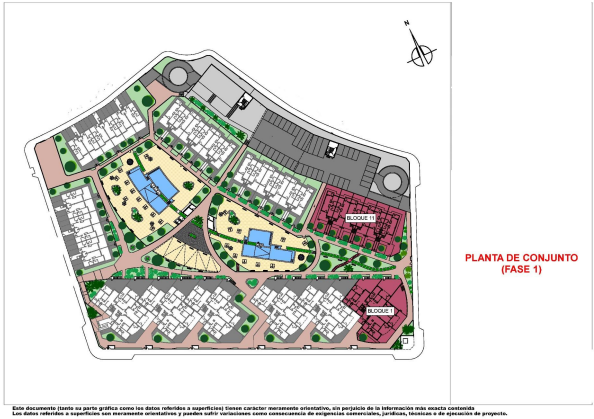 N
BLOQUE 11
PLANTA DE CONJUNTO
(FASE 1)
BLOQUE 1
Este documento (tanto su parte gráfica como los datos referidos a superficies) tienen carácter meramente orientativo, sin perjuicio de la información más exacta contenida
Los datos referidos a superficies son meramente orientativos y pueden sufrir variaciones como consecuencia de exigencias comerciales, jurídicas, técnicas o de ejecución de proyecto.